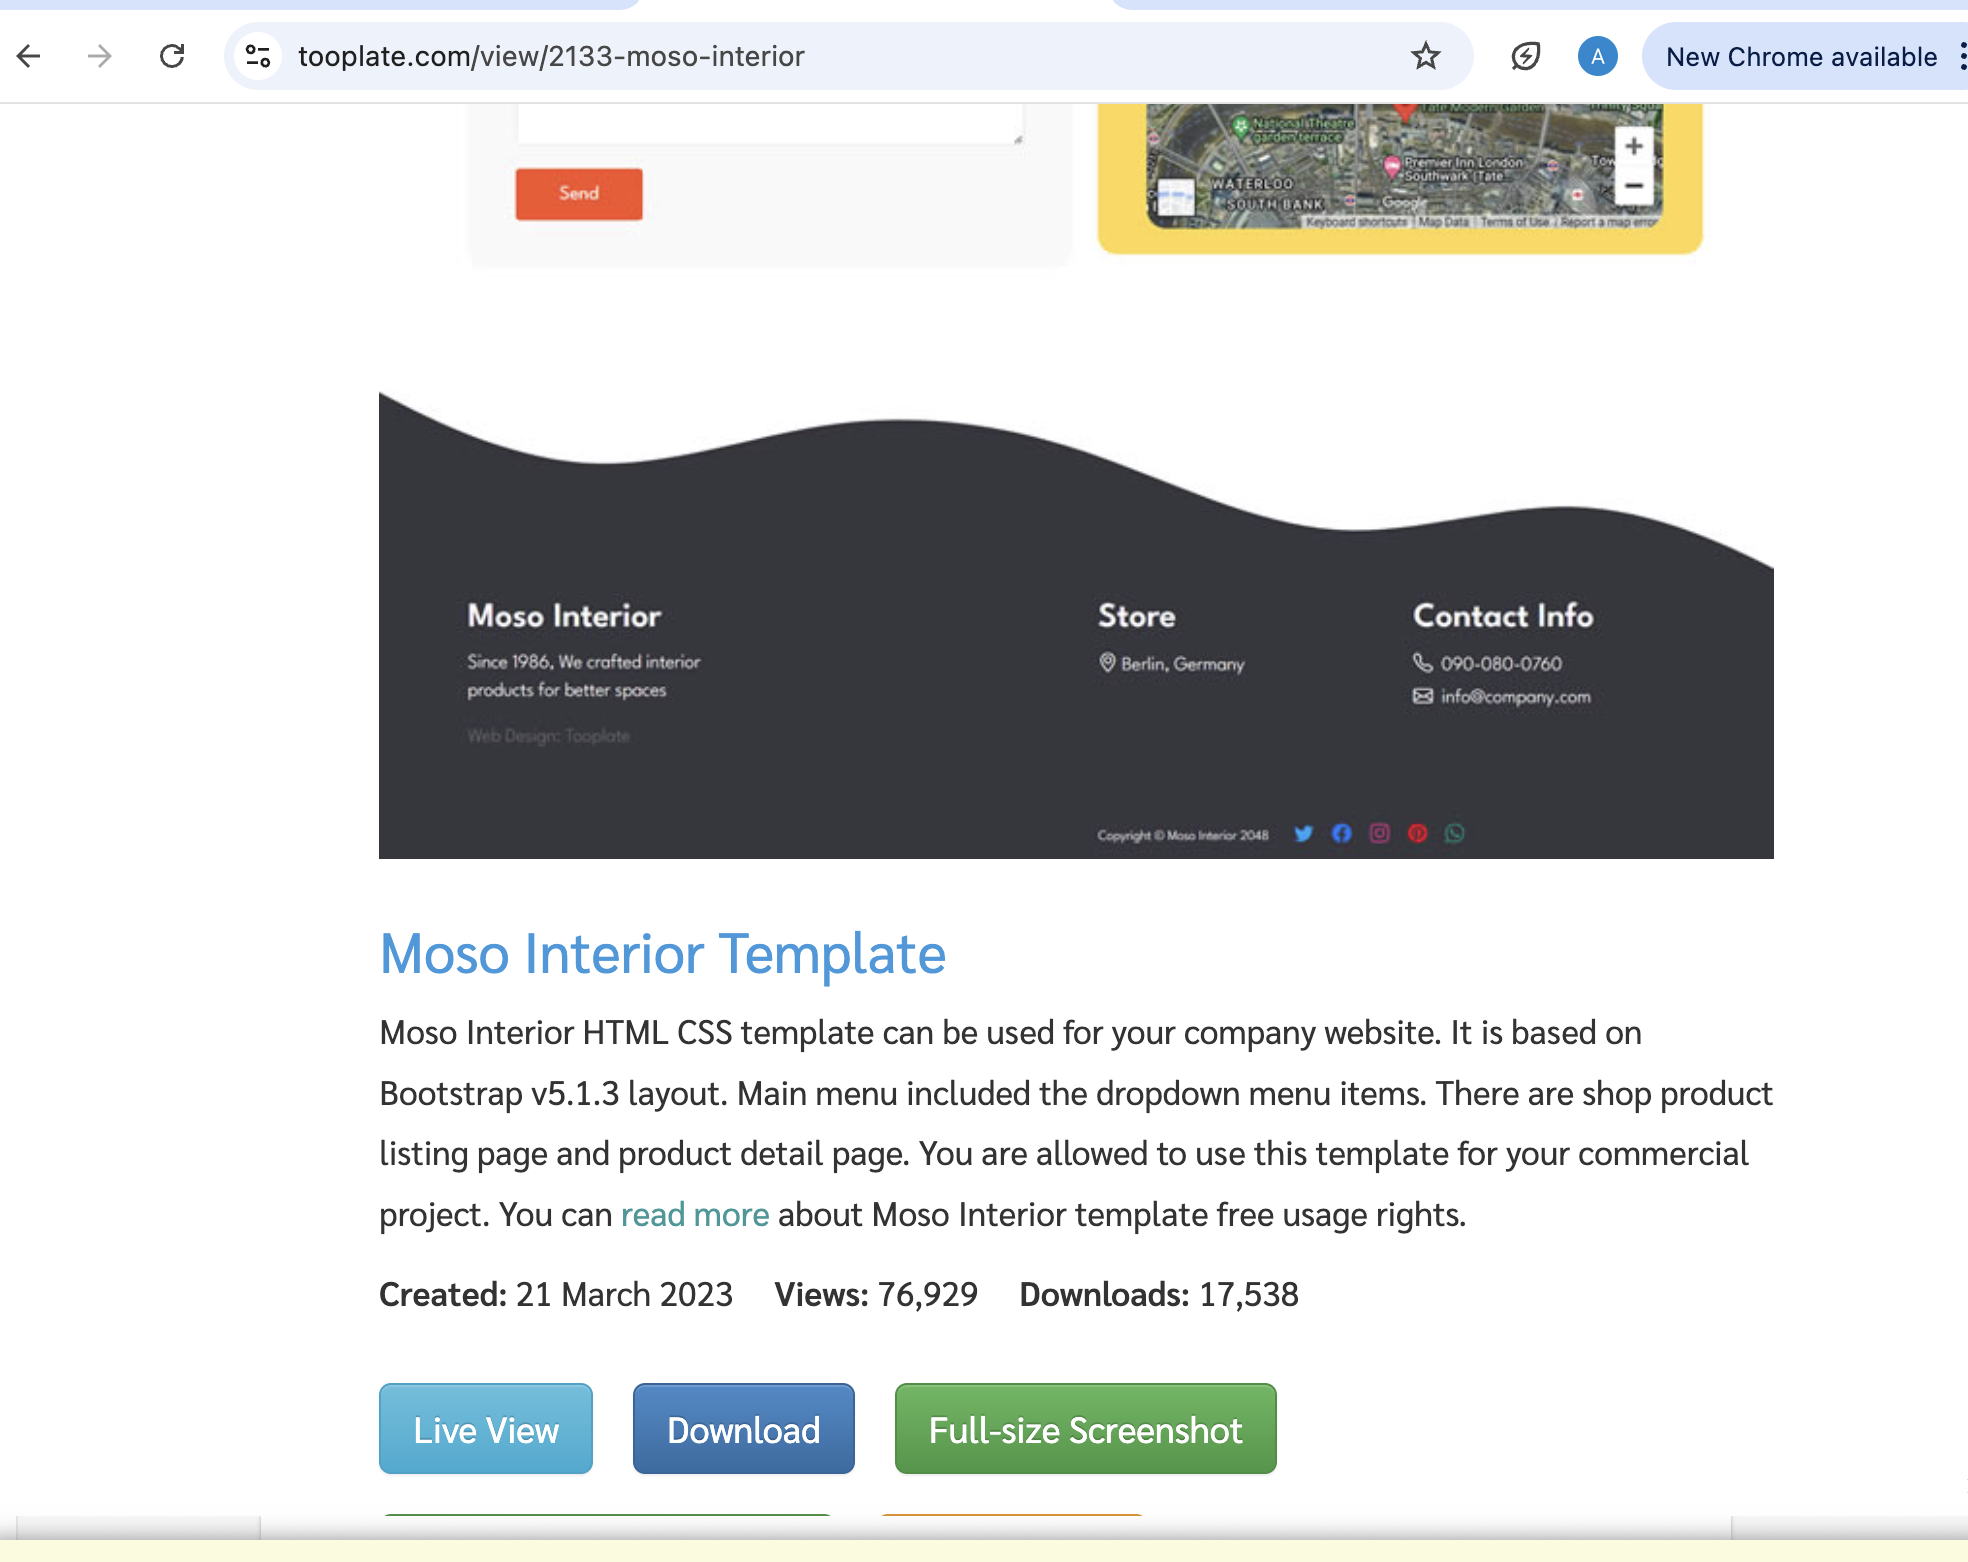 tooplate.com/view/2133-moso-interior
A
New Chrome available
National Theatre
garden terrace
Premier Inn London
Southwark (Tate...
WATERLOO
SOUTH BANK
Google
Keyboard shortcuts Map Data Terms of Use Report a map error
Send
Moso Interior
Since 1986, We crafted interior
products for better spaces
Web Design: Tooplate
Store
Berlin, Germany
Contact Info
090-080-0760
info@company.com
Copyright © Moso Interior 2048
Moso Interior Template
Moso Interior HTML CSS template can be used for your company website. It is based on
Bootstrap v5.1.3 layout. Main menu included the dropdown menu items. There are shop product
listing page and product detail page. You are allowed to use this template for your commercial
project. You can read more about Moso Interior template free usage rights.
Created: 21 March 2023 Views: 76,929 Downloads: 17,538
Live View Download Full-size Screenshot